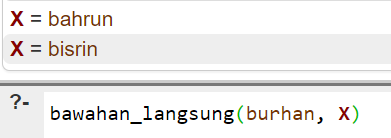 X = bahrun
X = bisrin
?- bawahan_langsung(burhan, X)